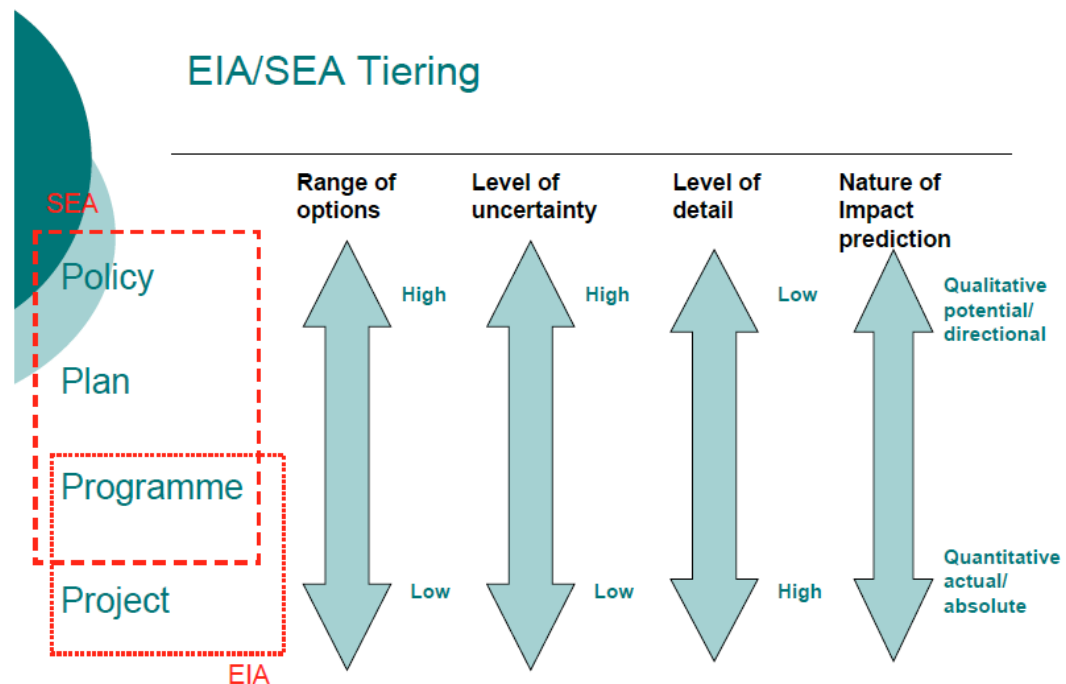 EIA/SEA Tiering
Range of
options
Level of
uncertainty
Level of
detail
Nature of
Impact
prediction
SEA
Policy
Plan
Programme
Project
EIA
High
Low
High
Low
Low
High
Qualitative
potential/
directional
Quantitative
actual/
absolute